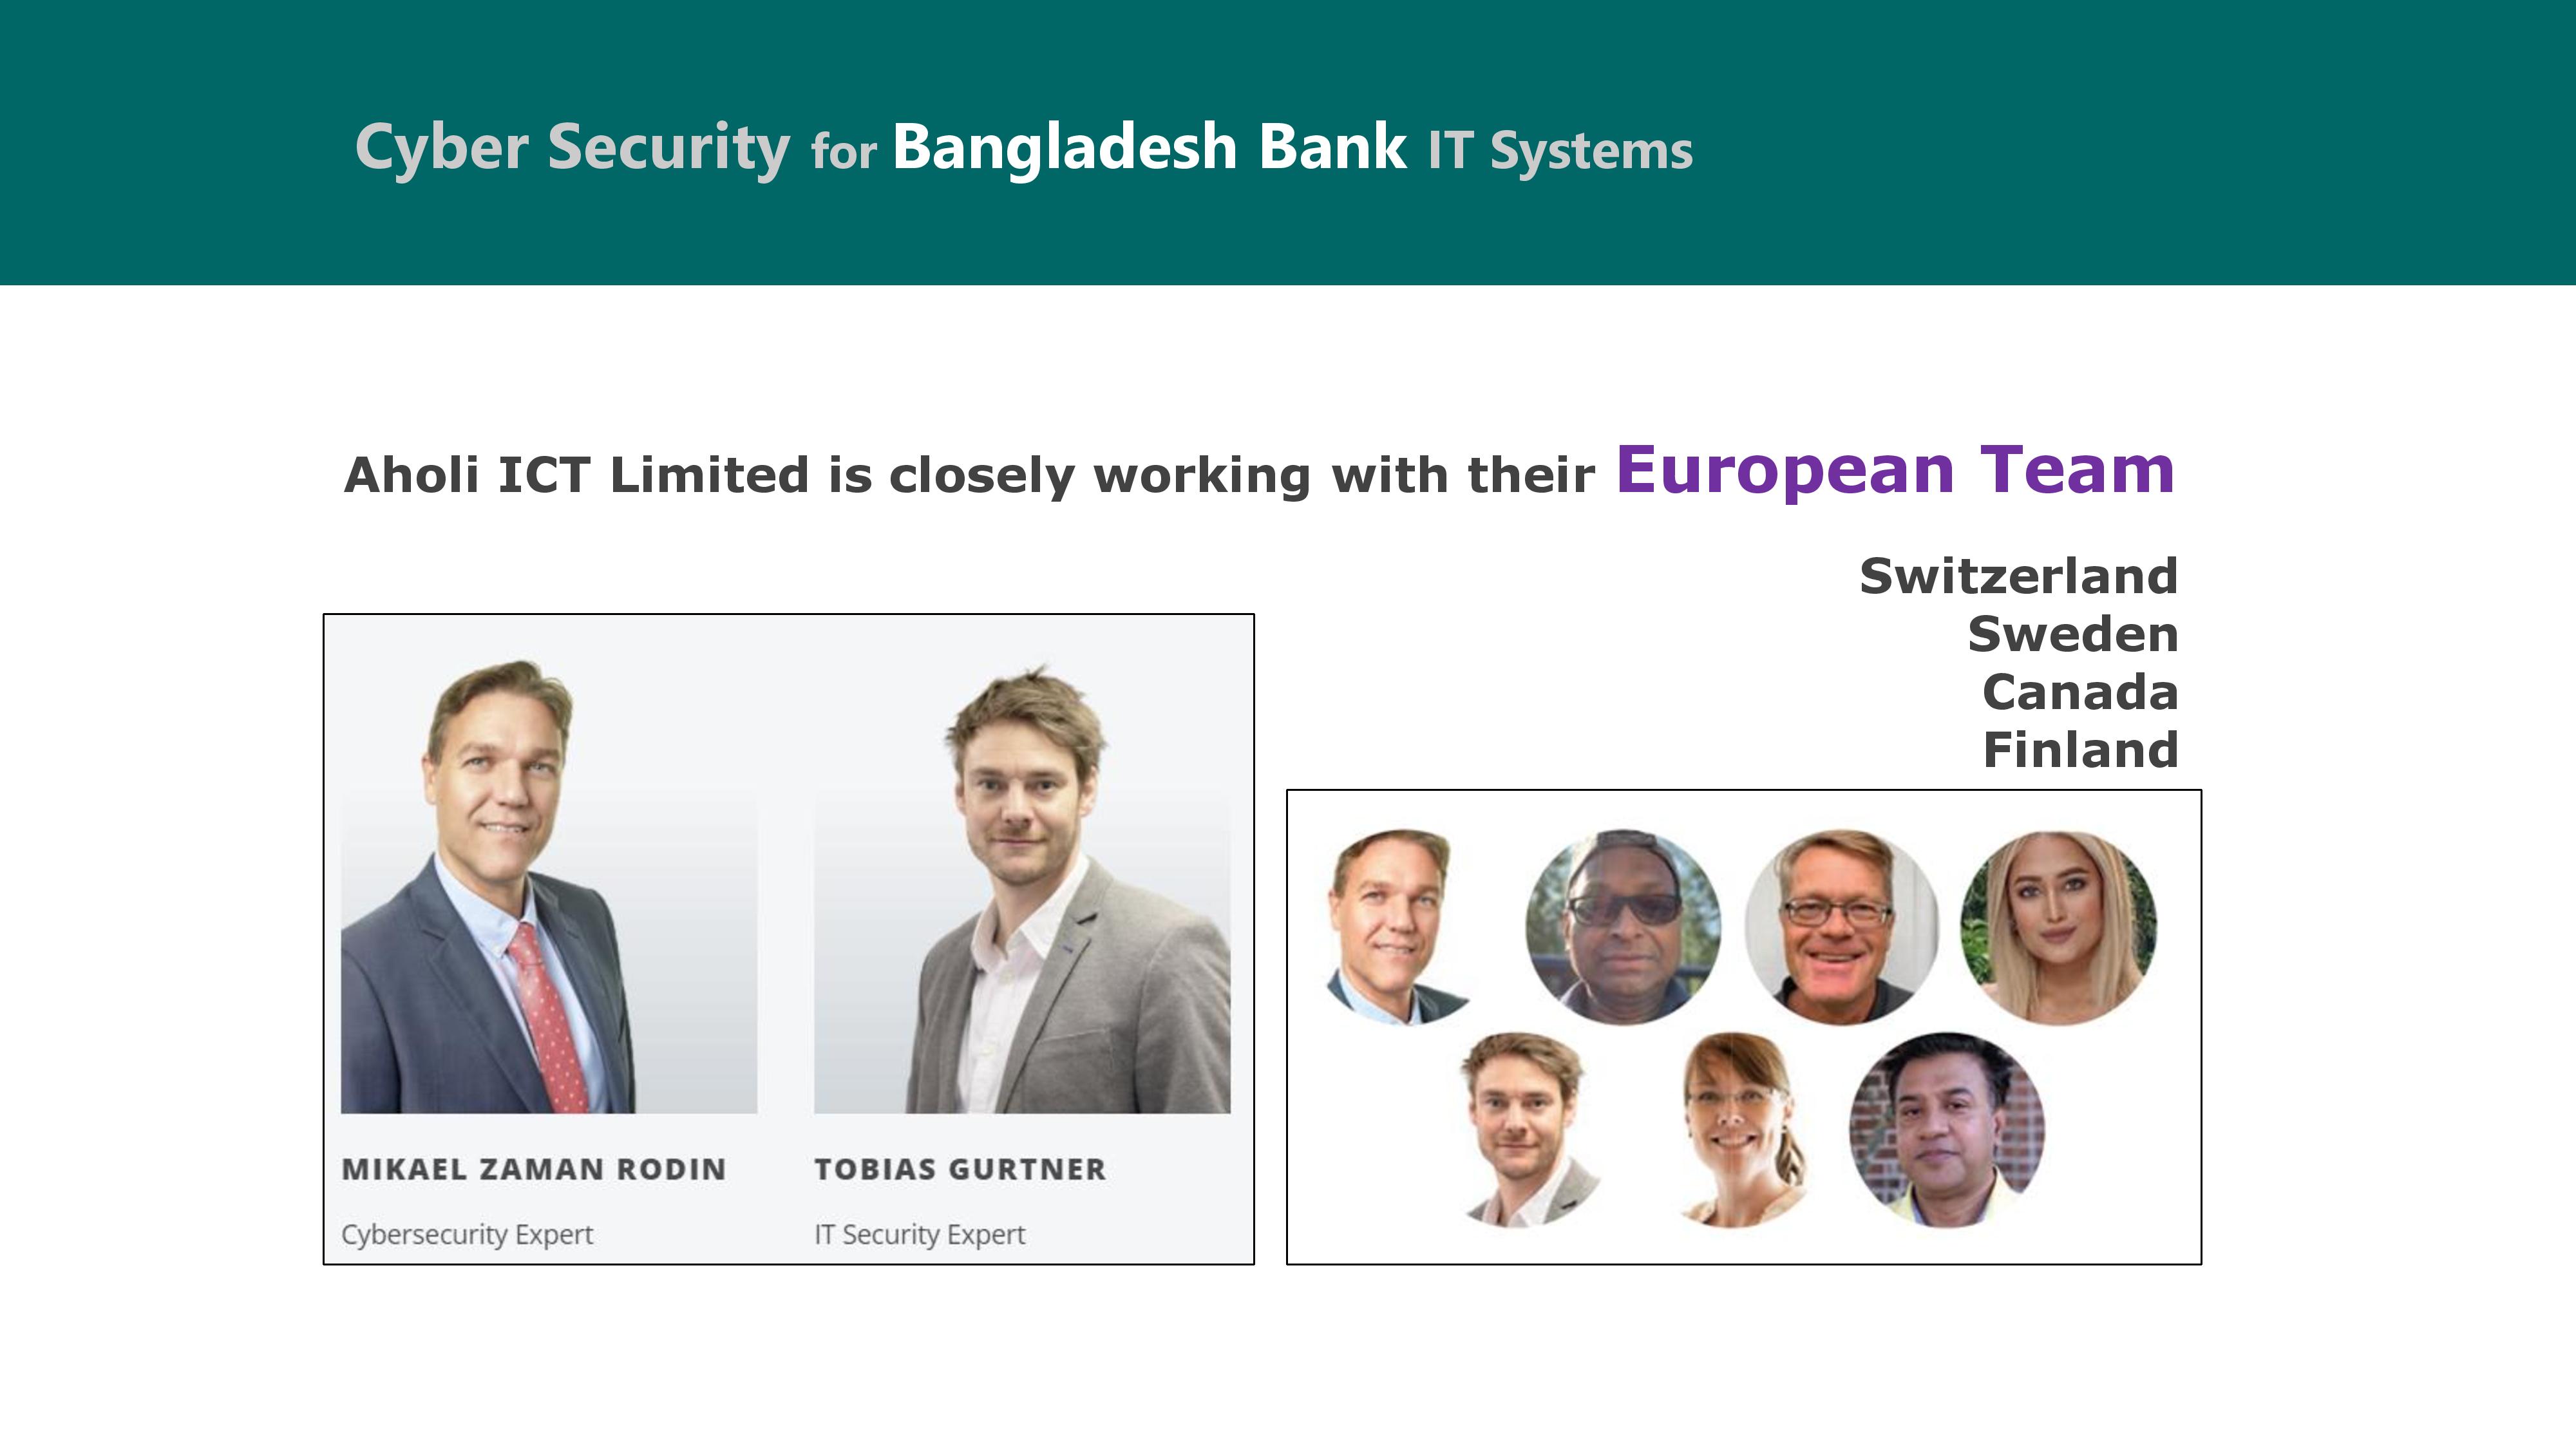 Cyber Security for Bangladesh Bank IT Systems
Aholi ICT Limited is closely working with their European Team
Switzerland
Sweden
Canada
Finland
MIKAEL ZAMAN RODIN
Cybersecurity Expert
TOBIAS GURTNER
IT Security Expert